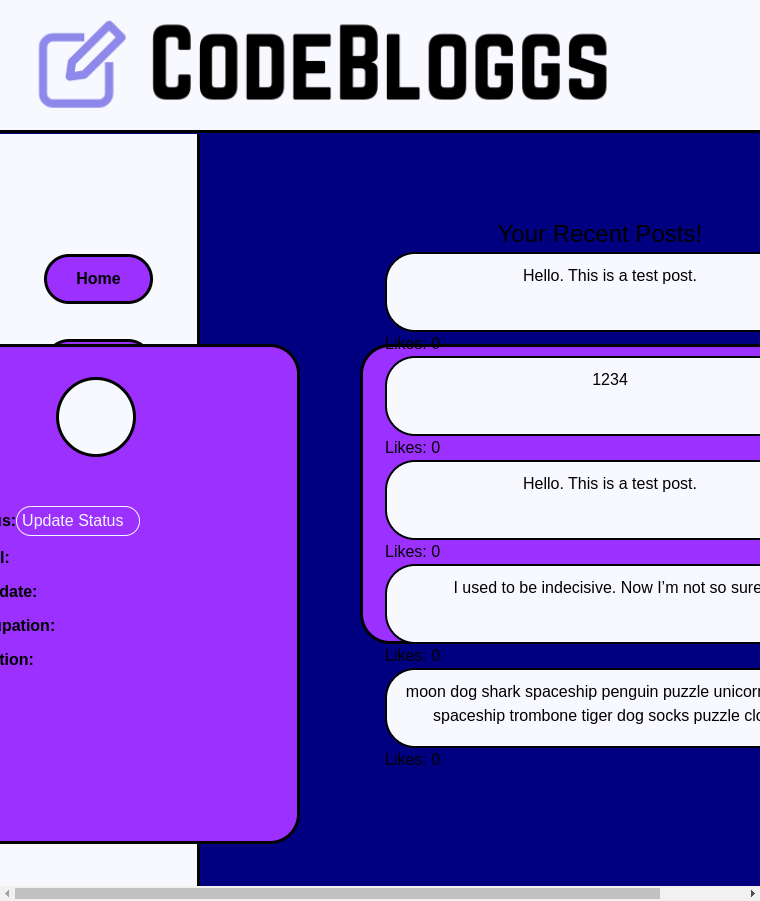 CodeBloggs
Home
us:
Update Status
l:
date:
upation:
tion:
Your Recent Posts!
Hello. This is a test post.
Likes: 0
1234
Likes: 0
Hello. This is a test post.
Likes: 0
I used to be indecisive. Now I’m not so sure
Likes: 0
moon dog shark spaceship penguin puzzle unicorn
spaceship trombone tiger dog socks puzzle clo
Likes: 0